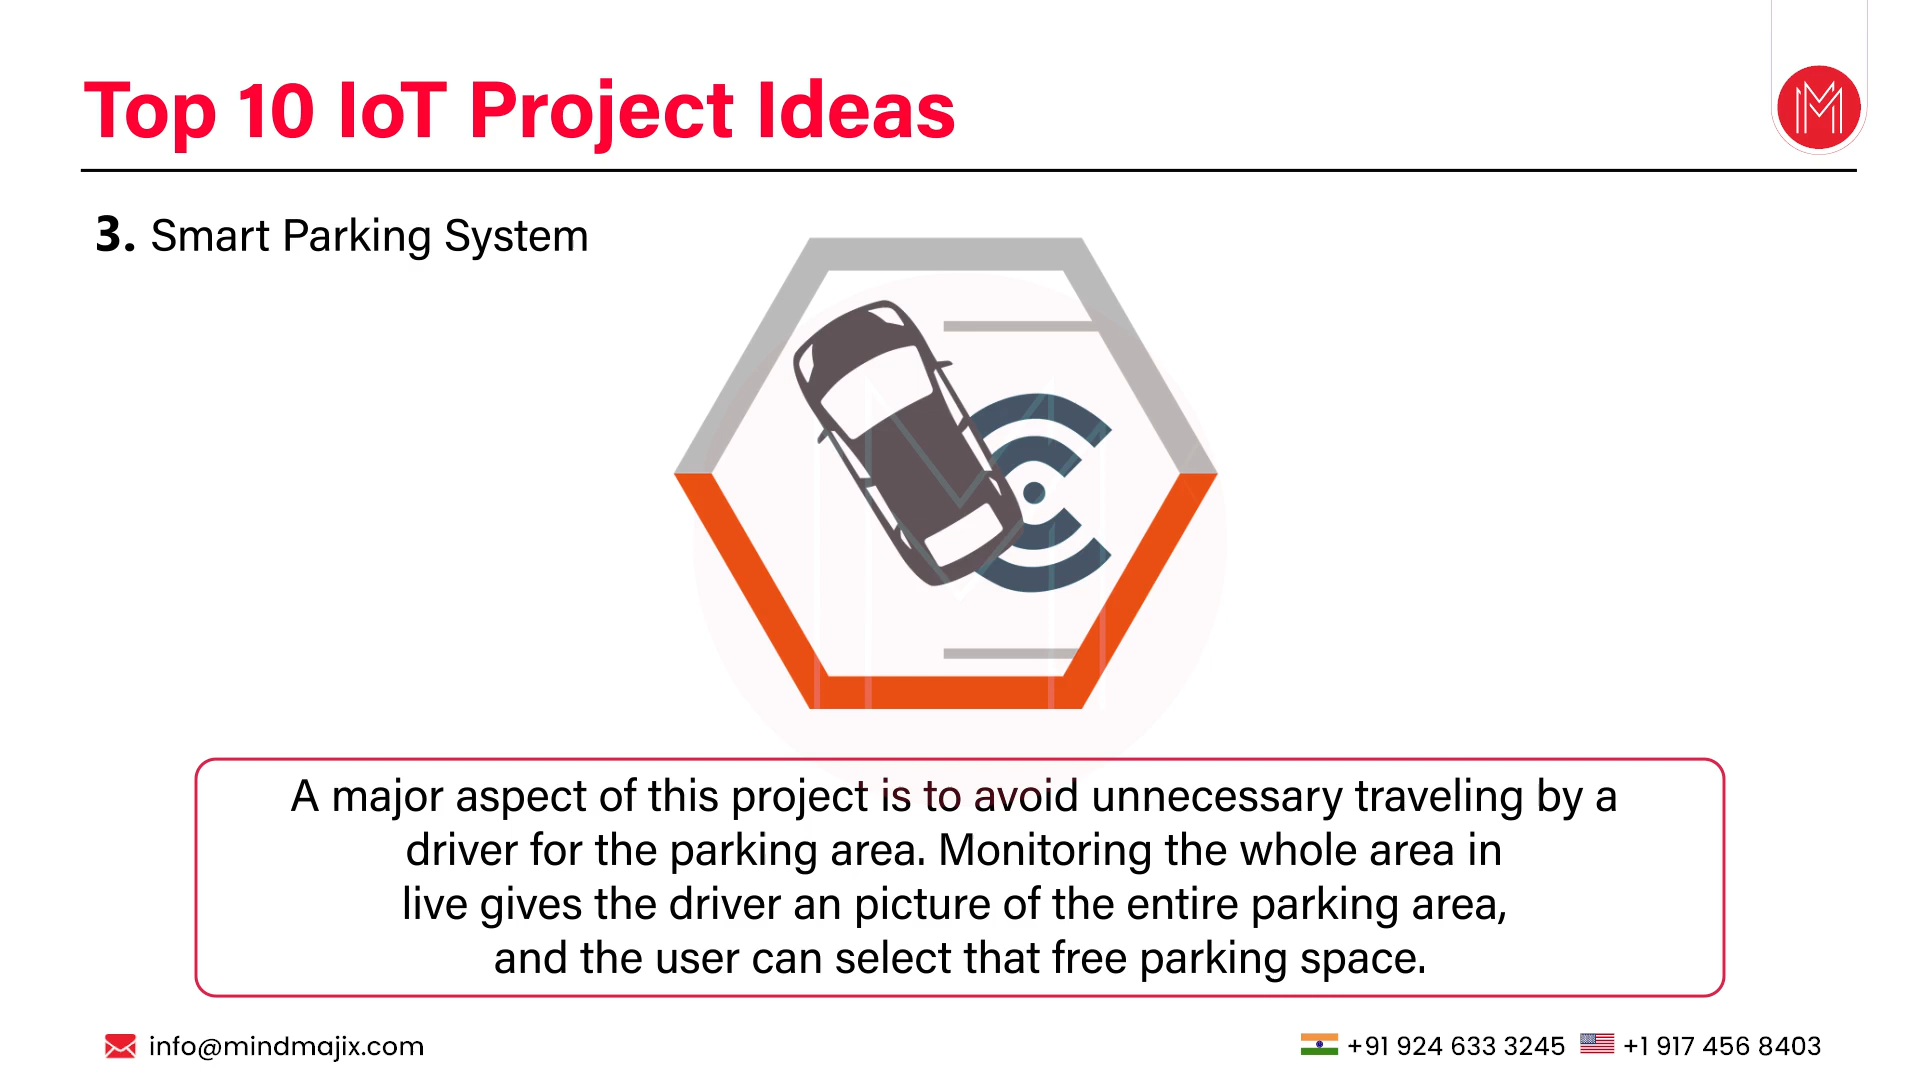 Top 10 IoT Project Ideas
3. Smart Parking System
A major aspect of this project is to avoid unnecessary traveling by a
driver for the parking area. Monitoring the whole area in
live gives the driver an picture of the entire parking area,
and the user can select that free parking space.
info@mindmajix.com
+91 924 633 3245
+1 917 456 8403